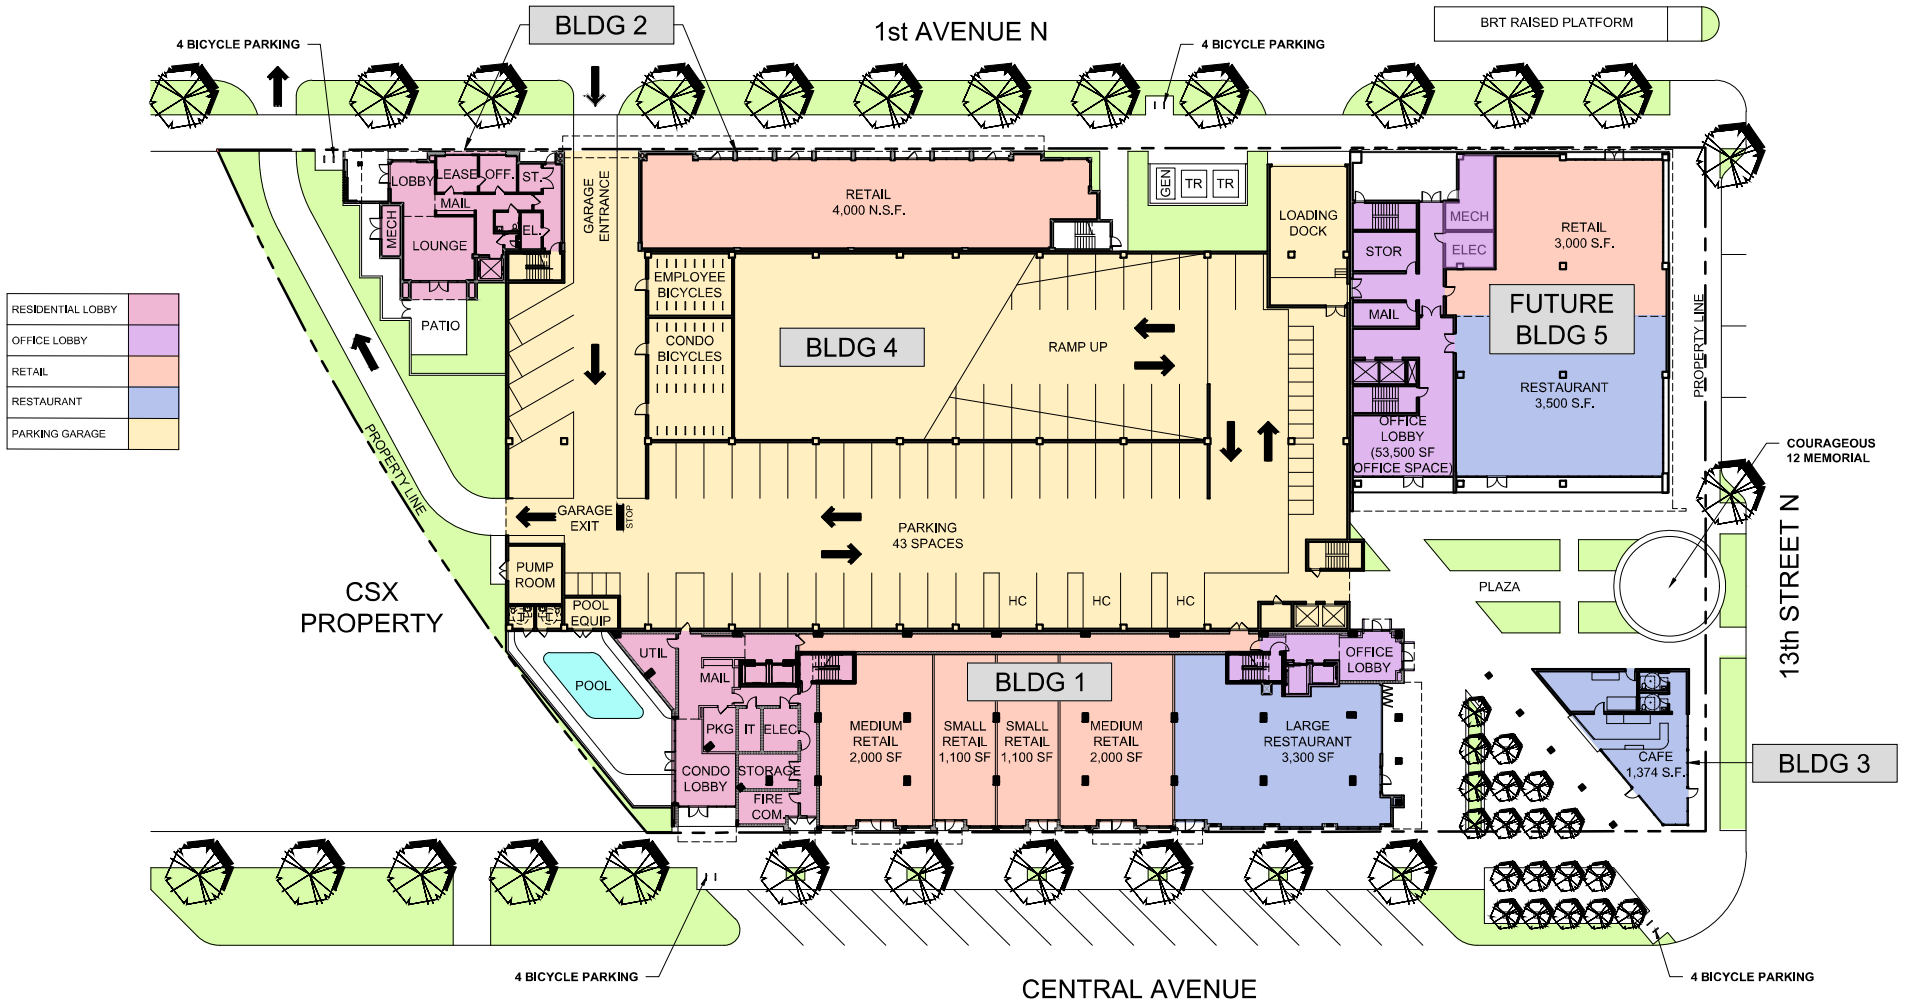 BLDG 2
1st AVENUE N
BRT RAISED PLATFORM
4 BICYCLE PARKING
4 BICYCLE PARKING
LOBBY
LEASE
OFF.
ST.
MAIL
MECH
LOUNGE
EL.
PATIO
GARAGE
ENTRANCE
RETAIL
4,000 N.S.F.
GEN
TR
TR
LOADING
DOCK
MECH
ELEC
STOR
MAIL
RETAIL
3,000 S.F.
FUTURE
BLDG 5
RESTAURANT
3,500 S.F.
OFFICE
LOBBY
(53,500 SF
OFFICE SPACE)
PROPERTY LINE
RESIDENTIAL LOBBY
OFFICE LOBBY
RETAIL
RESTAURANT
PARKING GARAGE
EMPLOYEE
BICYCLES
CONDO
BICYCLES
BLDG 4
RAMP UP
PROPERTY LINE
COURAGEOUS
12 MEMORIAL
GARAGE
EXIT
STOP
PARKING
43 SPACES
13th STREET N
PLAZA
PUMP
ROOM
POOL
EQUIP
HC
HC
HC
CSX
PROPERTY
UTIL
POOL
MAIL
PKG
IT
ELEC
CONDO
LOBBY
STORAGE
FIRE
COM.
BLDG 1
MEDIUM
RETAIL
2,000 SF
SMALL
RETAIL
1,100 SF
SMALL
RETAIL
1,100 SF
MEDIUM
RETAIL
2,000 SF
LARGE
RESTAURANT
3,300 SF
OFFICE
LOBBY
CAFE
1,374 S.F.
BLDG 3
4 BICYCLE PARKING
CENTRAL AVENUE
4 BICYCLE PARKING